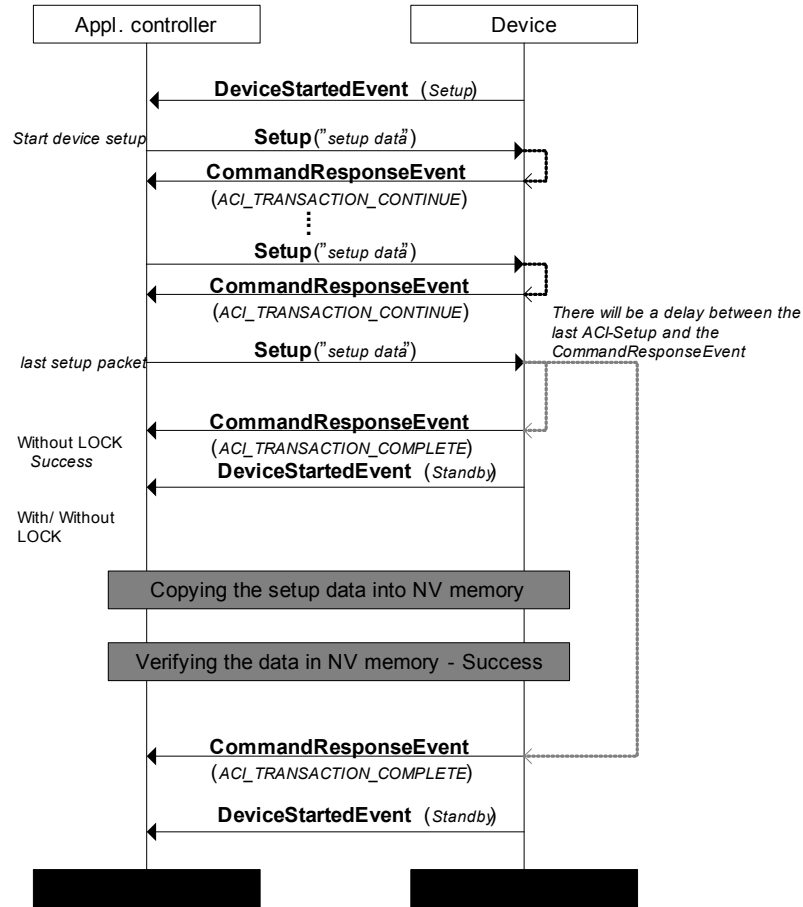 Appl. controller
Device
DeviceStartedEvent (Setup)
Start device setup
Setup("setup data")
CommandResponseEvent
(ACI_TRANSACTION_CONTINUE)
Setup("setup data")
CommandResponseEvent
(ACI_TRANSACTION_CONTINUE)
There will be a delay between the
last ACI-Setup and the
CommandResponseEvent
Setup("setup data")
last setup packet
CommandResponseEvent
(ACI_TRANSACTION_COMPLETE)
Without LOCK
Success
DeviceStartedEvent (Standby)
With/ Without
LOCK
Copying the setup data into NV memory
Verifying the data in NV memory - Success
CommandResponseEvent
(ACI_TRANSACTION_COMPLETE)
DeviceStartedEvent (Standby)